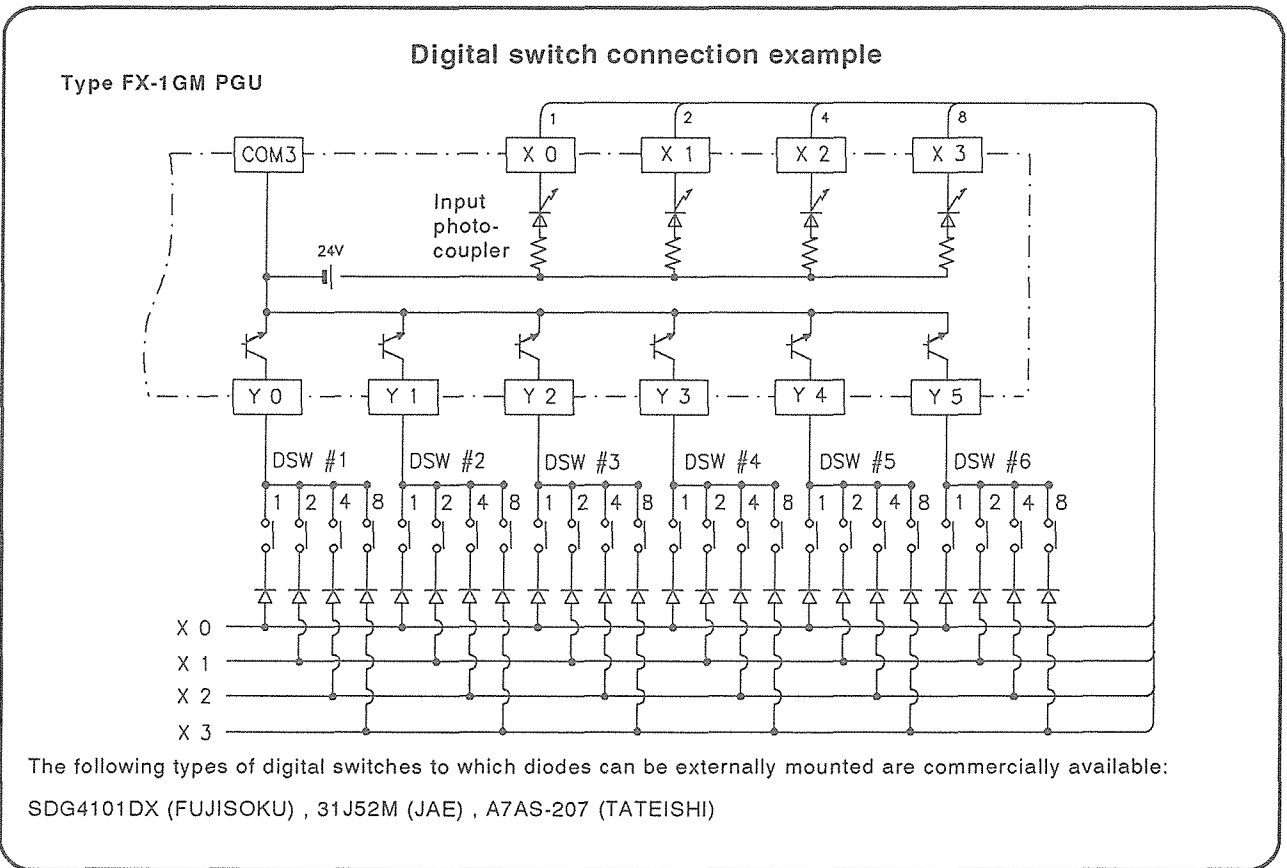 Digital switch connection example
Type FX-1GM PGU
1 2 4 8
COM3 X 0 X 1 X 2 X 3
Input
photo-
coupler
24V
Y 0 Y 1 Y 2 Y 3 Y 4 Y 5
DSW #1 DSW #2 DSW #3 DSW #4 DSW #5 DSW #6
1 2 4 8 1 2 4 8 1 2 4 8 1 2 4 8 1 2 4 8 1 2 4 8
X 0
X 1
X 2
X 3
The following types of digital switches to which diodes can be externally mounted are commercially available:
SDG4101DX (FUJISOKU) , 31J52M (JAE) , A7AS-207 (TATEISHI)